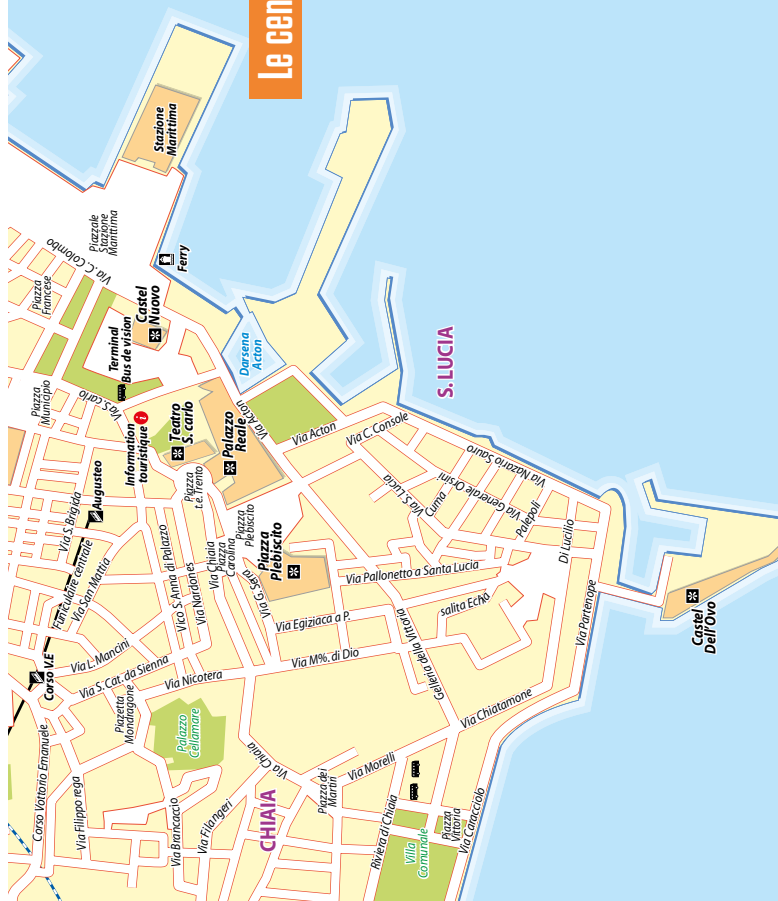 Le cen
Stazione
Marittima
Piazzale
Stazione
Marittima
Via .C. Colombo
Ferry
Piazza
Francese
Castel
Nuovo
Terminal
Bus de vision
Darsena
Acton
S. LUCIA
Piazza
Municipio
Via S.carlo
Information
touristique
i
Teatro
S. carlo
Palazzo
Reale
Via Acton
Via Acton
Via C. Console
Via Nazario Sauro
Via Generale Orsini
Via S. Lucia
Cuma
Palepoli
Di Lucilio
Augusteo
Via S.Brigida
Funiculaire centrale
Via San Mattia
Piazza
t.e. Trento
Vico S. Anna di Palazzo
Via Nardones
Via Chiaia
Piazza
Carolina
Piazza
Plebiscito
Via G. Sara
Piazza
Plebiscito
Via Pallonetto a Santa Lucia
salita Echia
Via Egiziaca a P.
Via Parterope
Castel
Dell'Ovo
Corso V.E
Via L. Mancini
Via S. Cat. da Sienna
Via Nicotera
Via M%. di Dio
Galleria della Vittoria
Via Chiatamone
Piazetta
Mondragone
Palazzo
Cellamare
Corso Vottorio Emanuele
Via Filippo rega
Via Brancaccio
Via Filangeri
Via Chiaia
CHIAIA
Piazza dei
Martiri
Via Morelli
Riviera di Chiaia
Villa
Comunale
Piazza
Vittoria
Via Caracciolo